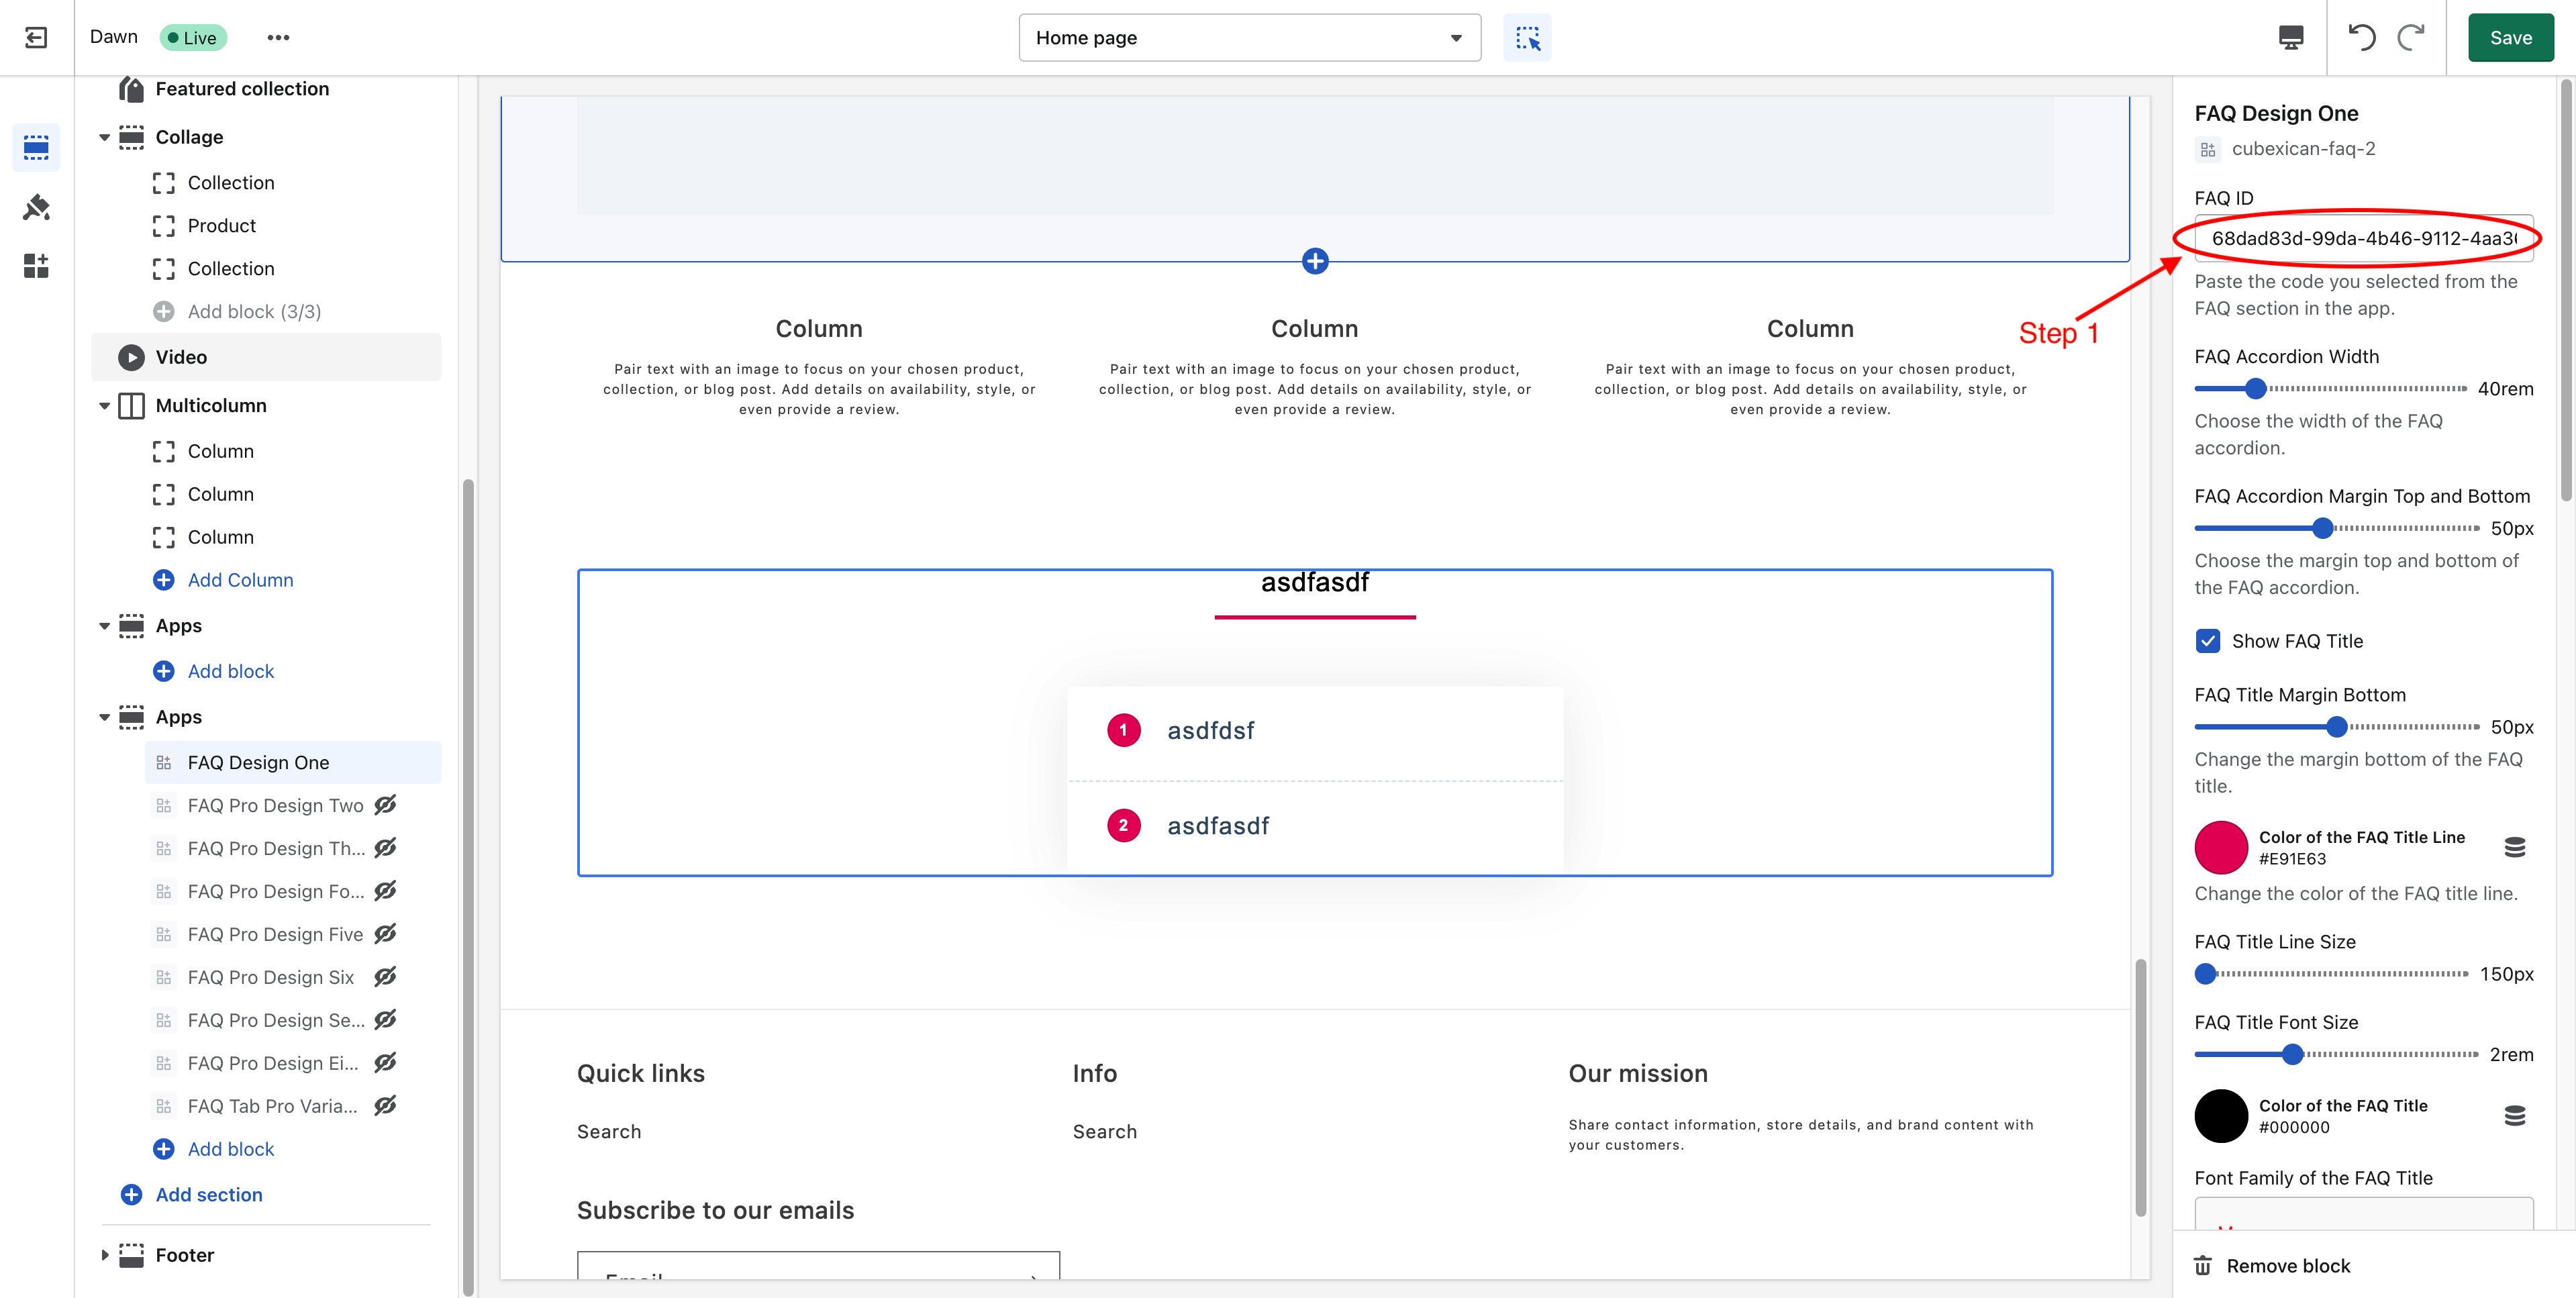 Dawn
Live
Home page
Save
Featured collection
Collage
Collection
Product
Collection
Add block (3/3)
Video
Multicolumn
Column
Column
Column
Add Column
Apps
Add block
Apps
FAQ Design One
FAQ Pro Design Two
FAQ Pro Design Th...
FAQ Pro Design Fo...
FAQ Pro Design Five
FAQ Pro Design Six
FAQ Pro Design Se...
FAQ Pro Design Ei...
FAQ Tab Pro Varia...
Add block
Add section
Footer
Column
Pair text with an image to focus on your chosen product,
collection, or blog post. Add details on availability, style, or
even provide a review.
Column
Pair text with an image to focus on your chosen product,
collection, or blog post. Add details on availability, style, or
even provide a review.
Column
Pair text with an image to focus on your chosen product,
collection, or blog post. Add details on availability, style, or
even provide a review.
asdfasdf
1 asdfdsf
2 asdfasdf
Quick links
Search
Info
Search
Our mission
Share contact information, store details, and brand content with
your customers.
Subscribe to our emails
Step 1
FAQ Design One
cubexican-faq-2
FAQ ID
68dad83d-99da-4b46-9112-4aa3
Paste the code you selected from the
FAQ section in the app.
FAQ Accordion Width
40rem
Choose the width of the FAQ
accordion.
FAQ Accordion Margin Top and Bottom
50px
Choose the margin top and bottom of
the FAQ accordion.
Show FAQ Title
FAQ Title Margin Bottom
50px
Change the margin bottom of the FAQ
title.
Color of the FAQ Title Line
#E91E63
Change the color of the FAQ title line.
FAQ Title Line Size
150px
FAQ Title Font Size
2rem
Color of the FAQ Title
#000000
Font Family of the FAQ Title
Remove block